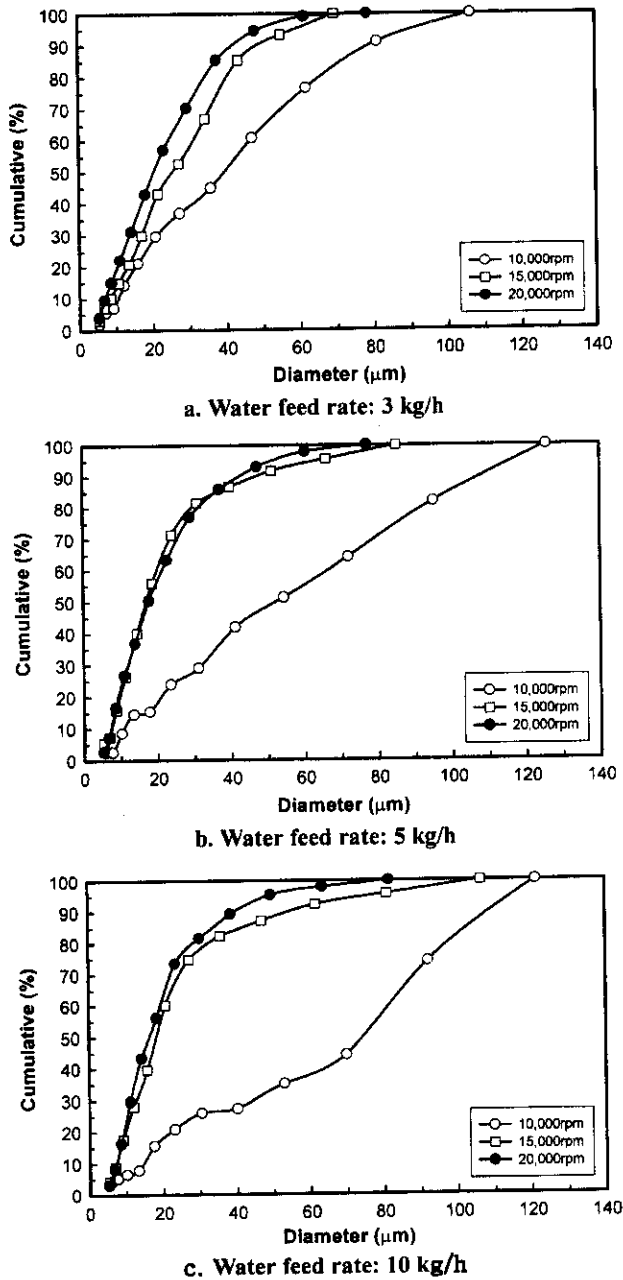 100
90
80
70
60
50
40
30
20
10
0
Cumulative (%)
10,000rpm
15,000rpm
20,000rpm
0 20 40 60 80 100 120 140
Diameter (μm)
a. Water feed rate: 3 kg/h
100
90
80
70
60
50
40
30
20
10
0
Cumulative (%)
10,000rpm
15,000rpm
20,000rpm
0 20 40 60 80 100 120 140
Diameter (μm)
b. Water feed rate: 5 kg/h
100
90
80
70
60
50
40
30
20
10
0
Cumulative (%)
10,000rpm
15,000rpm
20,000rpm
0 20 40 60 80 100 120 140
Diameter (μm)
c. Water feed rate: 10 kg/h